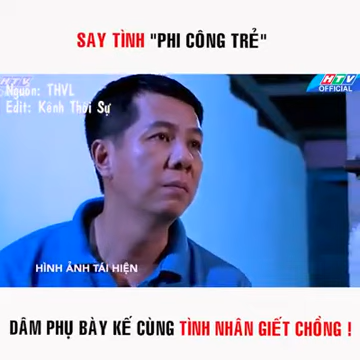 SAY TÌNH "PHI CÔNG TRẺ"
HTV
Nguồn: THVL
Edit: Kênh Thời Sự
HTV
OFFICIAL
HÌNH ẢNH TÁI HIỆN
DÂM PHỤ BÀY KẾ CÙNG TÌNH NHÂN GIẾT CHỒNG !